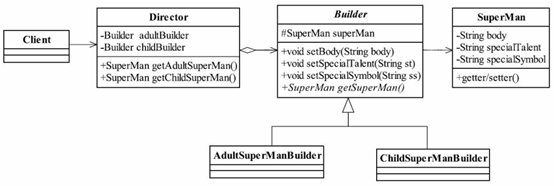 Client
Director
-Builder adultBuilder
-Builder childBuilder
+SuperMan getAdultSuperMan()
+SuperMan getChildSuperMan()
Builder
#SuperMan superMan
+void setBody(String body)
+void setSpecialTalent(String st)
+void setSpecialSymbol(String ss)
+SuperMan getSuperMan()
SuperMan
-String body
-String specialTalent
-String specialSymbol
+getter/setter()
AdultSuperManBuilder
ChildSuperManBuilder